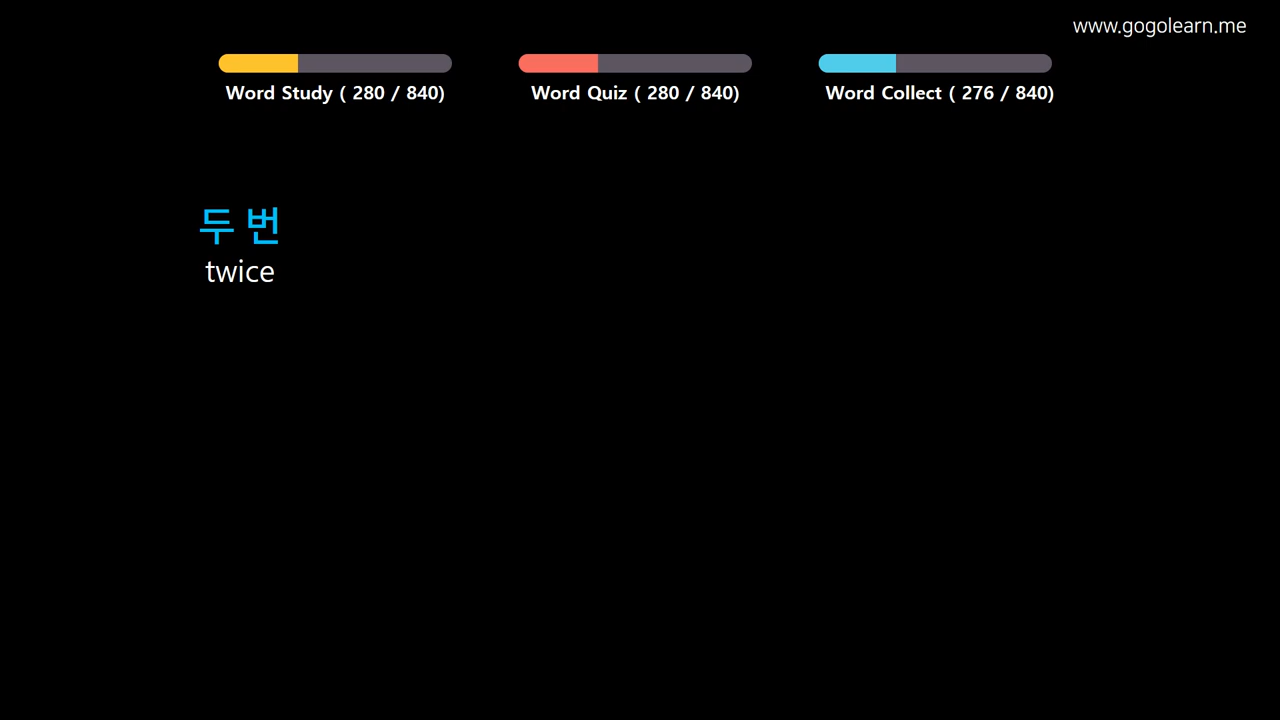 www.gogolearn.me
Word Study ( 280 / 840)
Word Quiz ( 280 / 840)
Word Collect ( 276 / 840)
두 번
twice